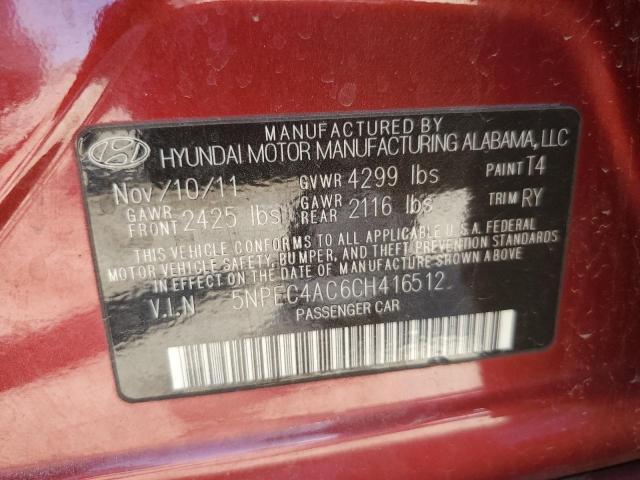 MANUFACTURED BY
HYUNDAI MOTOR MANUFACTURING ALABAMA, LLC
Nov/10/11 GVWR 4299 lbs PAINT T4
GAWR FRONT 2425 lbs GAWR REAR 2116 lbs TRIM RY
THIS VEHICLE CONFORMS TO ALL APPLICABLE U.S.A. FEDERAL
MOTOR VEHICLE SAFETY, BUMPER, AND THEFT PREVENTION STANDARDS
IN EFFECT ON THE DATE OF MANUFACTURE SHOWN ABOVE
V.I.N 5NPEC4AC6CH416512
PASSENGER CAR